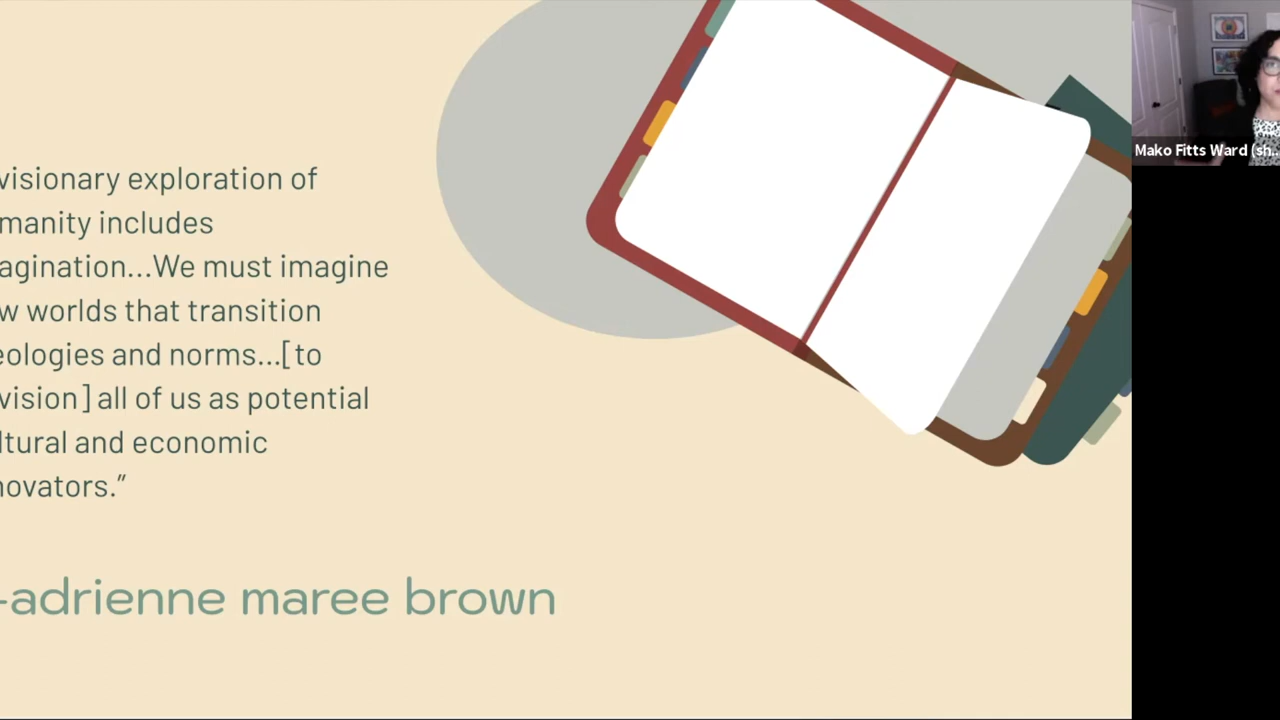 visionary exploration of
manity includes
agination...We must imagine
w worlds that transition
eologies and norms...[to
vision] all of us as potential
ltural and economic
novators.”
-adrienne maree brown
Mako Fitts Ward (sh...